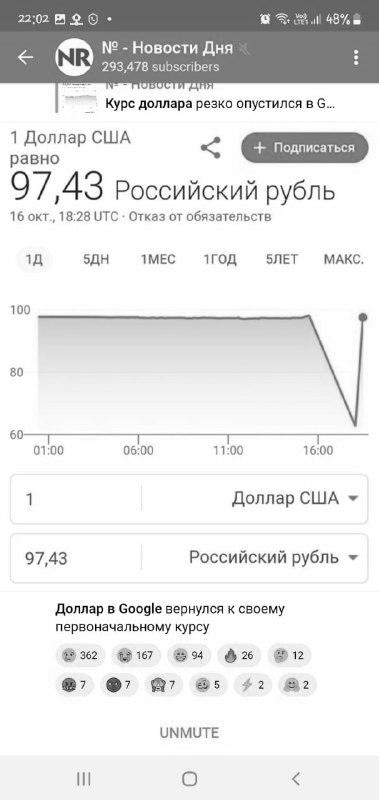 22:02
48%
NR
№ - Новости Дня
293,478 subscribers
№ - Новости Дня
Курс доллара резко опустился в G...
1 Доллар США
равно
+ Подписаться
97,43 Российский рубль
16 окт., 18:28 UTC · Отказ от обязательств
1Д 5ДН 1МЕС 1ГОД 5ЛЕТ МАКС.
100
80
60
01:00 06:00 11:00 16:00
1 Доллар США
97,43 Российский рубль
Доллар в Google вернулся к своему
первоначальному курсу
362 167 94 26 12
7 7 7 5 2 2
UNMUTE